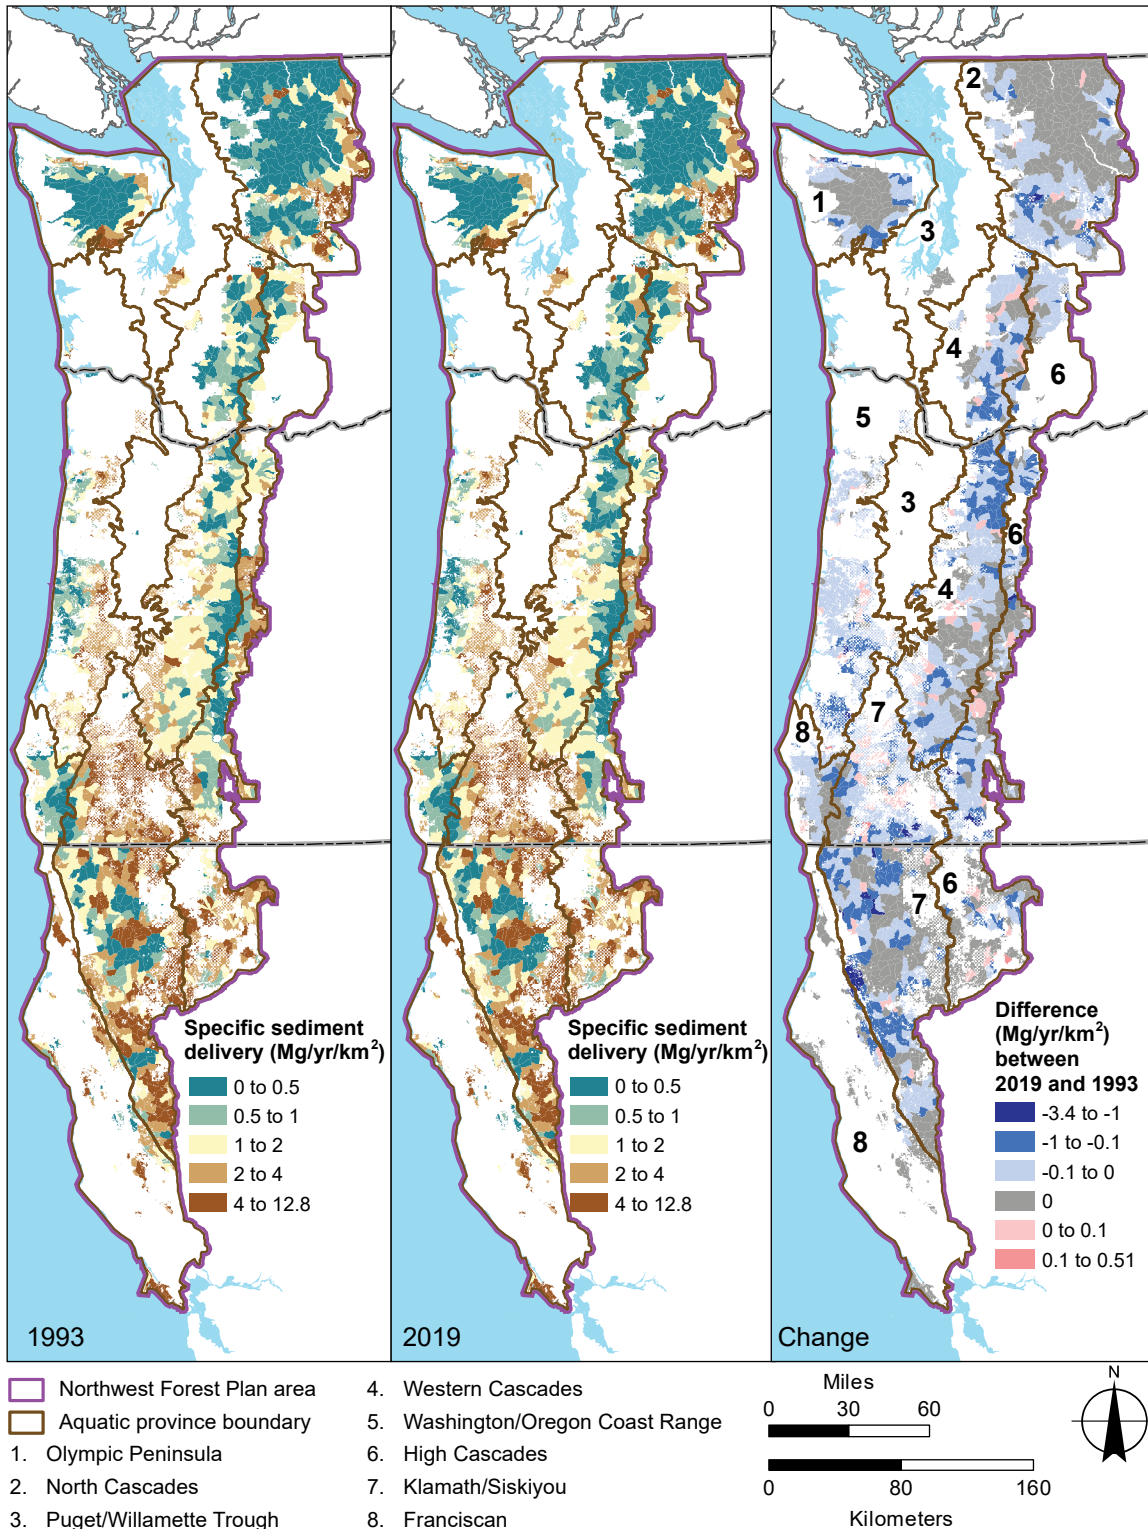 2
1
3
4
6
5
3
6
4
7
8
6
7
8
Specific sediment
delivery (Mg/yr/km²)
0 to 0.5
0.5 to 1
1 to 2
2 to 4
4 to 12.8
1993
Specific sediment
delivery (Mg/yr/km²)
0 to 0.5
0.5 to 1
1 to 2
2 to 4
4 to 12.8
2019
Difference
(Mg/yr/km²)
between
2019 and 1993
-3.4 to -1
-1 to -0.1
-0.1 to 0
0
0 to 0.1
0.1 to 0.51
Change
Northwest Forest Plan area
Aquatic province boundary
1. Olympic Peninsula
2. North Cascades
3. Puget/Willamette Trough
4. Western Cascades
5. Washington/Oregon Coast Range
6. High Cascades
7. Klamath/Siskiyou
8. Franciscan
Miles
0 30 60
0 80 160
Kilometers
N